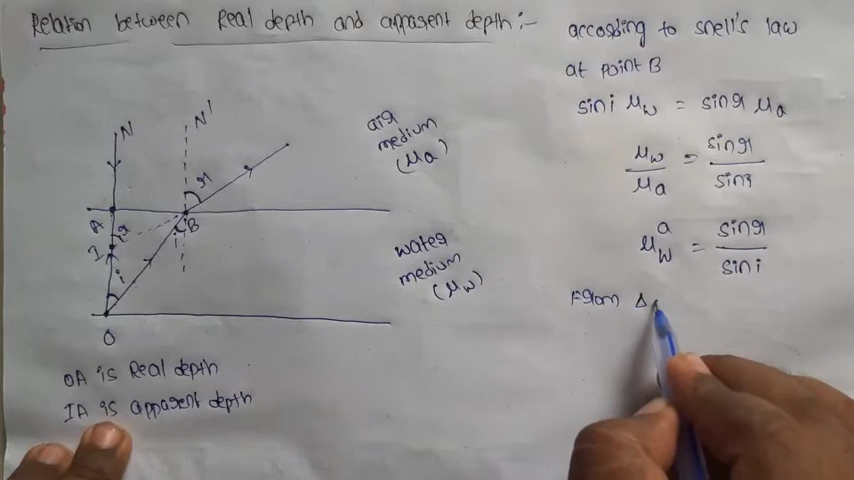 Relation between Real depth and apparent depth :-
according to snell's law
at point B
sin i μw = sin r μa
μw / μa = sin r / sin i
μw^a = sin r / sin i
From Δ
N
N'
air
medium
(μa)
r
A
B
i
r
I
i
O
water
medium
(μw)
OA is Real depth
IA is apparent depth